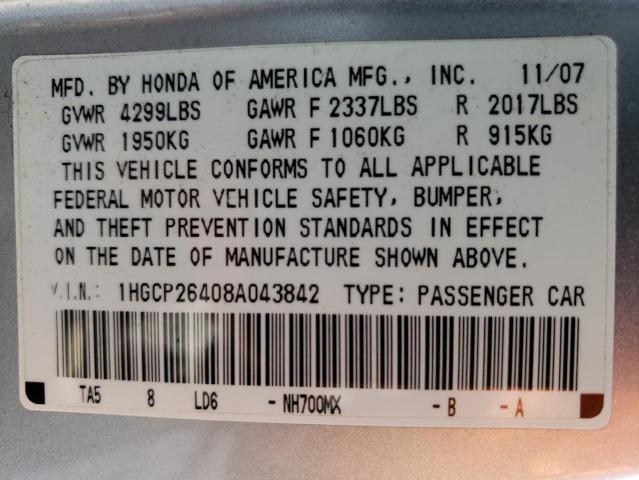 MFD. BY HONDA OF AMERICA MFG., INC. 11/07
GVWR 4299LBS GAWR F 2337LBS R 2017LBS
GVWR 1950KG GAWR F 1060KG R 915KG
THIS VEHICLE CONFORMS TO ALL APPLICABLE
FEDERAL MOTOR VEHICLE SAFETY, BUMPER,
AND THEFT PREVENTION STANDARDS IN EFFECT
ON THE DATE OF MANUFACTURE SHOWN ABOVE.
V.I.N.: 1HGCP26408A043842 TYPE: PASSENGER CAR
TA5 8 LD6 - NH700MX - B - A